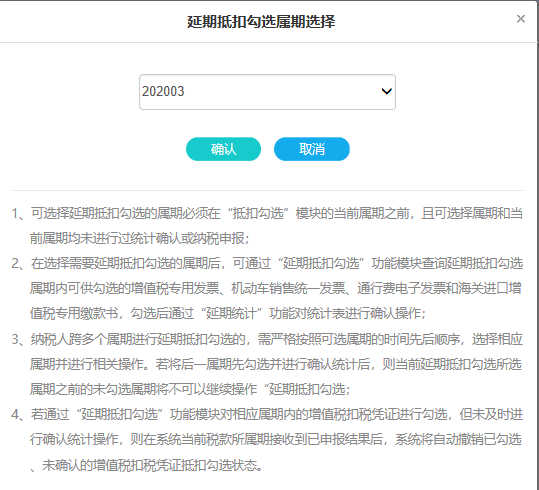 延期抵扣勾选属期选择
×
202003
确认 取消
1、可选择延期抵扣勾选的属期必须在“抵扣勾选”模块的当前属期之前，且可选择属期和当
前属期均未进行过统计确认或纳税申报；
2、在选择需要延期抵扣勾选的属期后，可通过“延期抵扣勾选”功能模块查询延期抵扣勾选
属期内可供勾选的增值税专用发票、机动车销售统一发票、通行费电子发票和海关进口增
值税专用缴款书，勾选后通过“延期统计”功能对统计表进行确认操作；
3、纳税人跨多个属期进行延期抵扣勾选的，需严格按照可选属期的时间先后顺序，选择相应
属期并进行相关操作。若将后一属期先勾选并进行确认统计后，则当前延期抵扣勾选所选
属期之前的未勾选属期将不可以继续操作“延期抵扣勾选；
4、若通过“延期抵扣勾选”功能模块对相应属期内的增值税扣税凭证进行勾选，但未及时进
行确认统计操作，则在系统当前税款所属期接收到已申报结果后，系统将自动撤销已勾选
、未确认的增值税扣税凭证抵扣勾选状态。